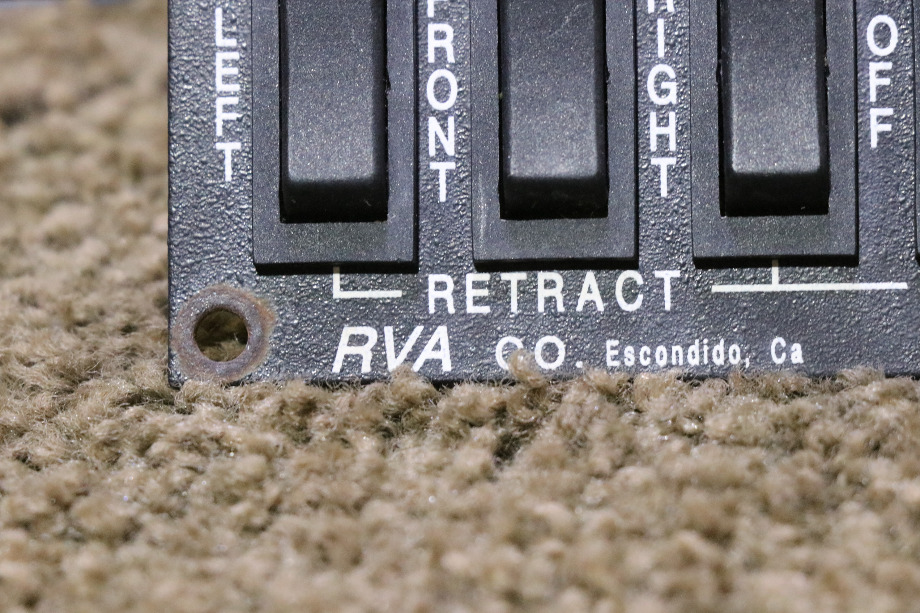 LEFT
FRONT
RIGHT
OFF
RETRACT
RVA CO. Escondido, Ca